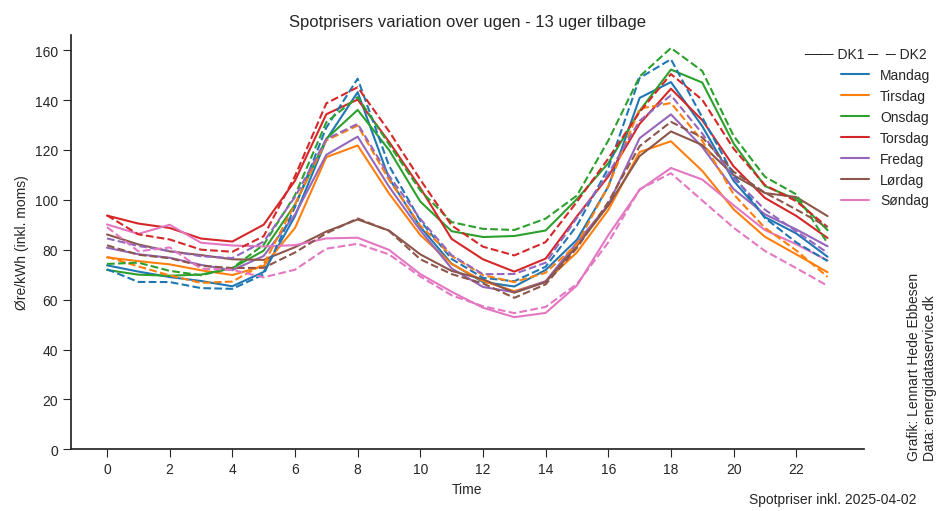 Spotprisers variation over ugen - 13 uger tilbage
DK1 DK2
Mandag
Tirsdag
Onsdag
Torsdag
Fredag
Lørdag
Søndag
Øre/kWh (inkl. moms)
160
140
120
100
80
60
40
20
0
0 2 4 6 8 10 12 14 16 18 20 22
Time
Grafik: Lennart Hede Ebbesen
Data: energidataservice.dk
Spotpriser inkl. 2025-04-02